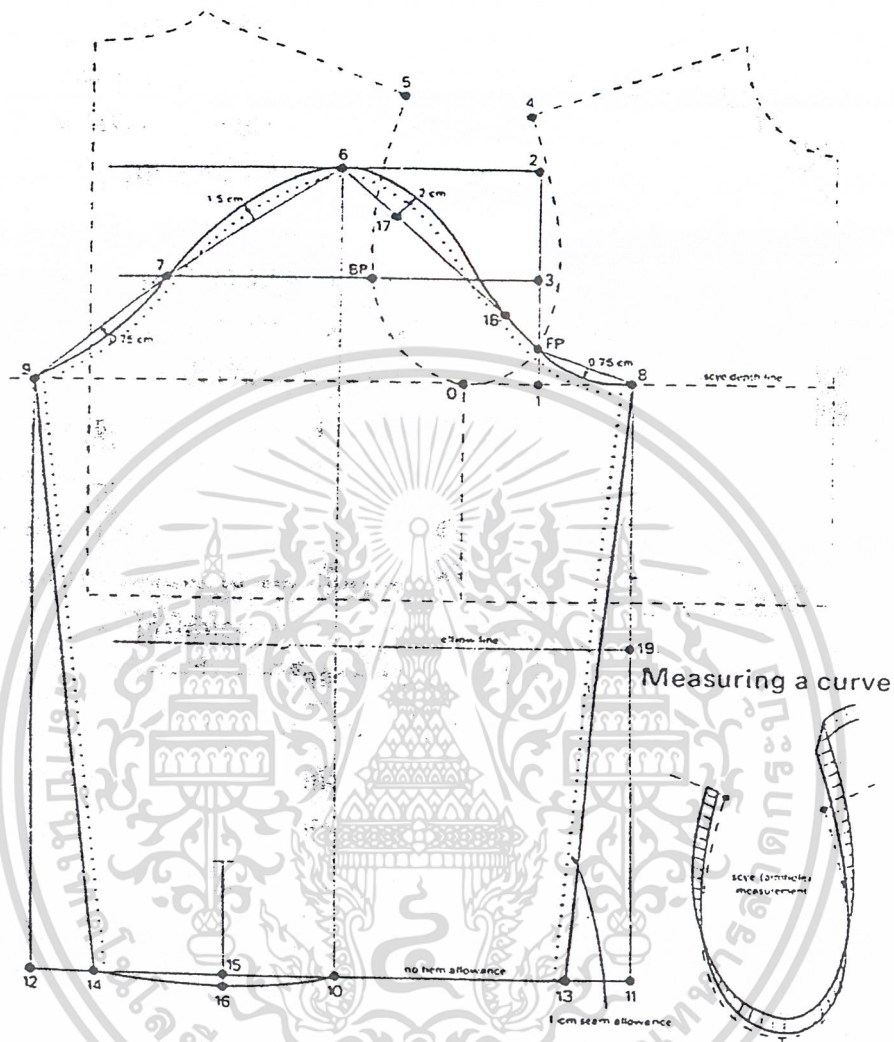 5
4
6
2
1.5 cm
2 cm
17
7
BP
3
18
FP
0.75 cm
0.75 cm
9
8
0
scye depth line
elbow line
19
Measuring a curve
scye (armhole)
measurement
12
14
15
16
10
no hem allowance
13
11
1 cm seam allowance